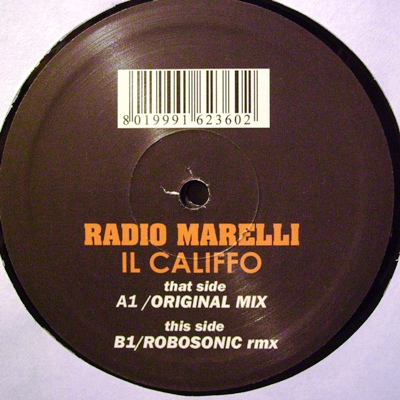 8 019991 623602
RADIO MARELLI
IL CALIFFO
that side
A1 /ORIGINAL MIX
this side
B1/ROBOSONIC rmx